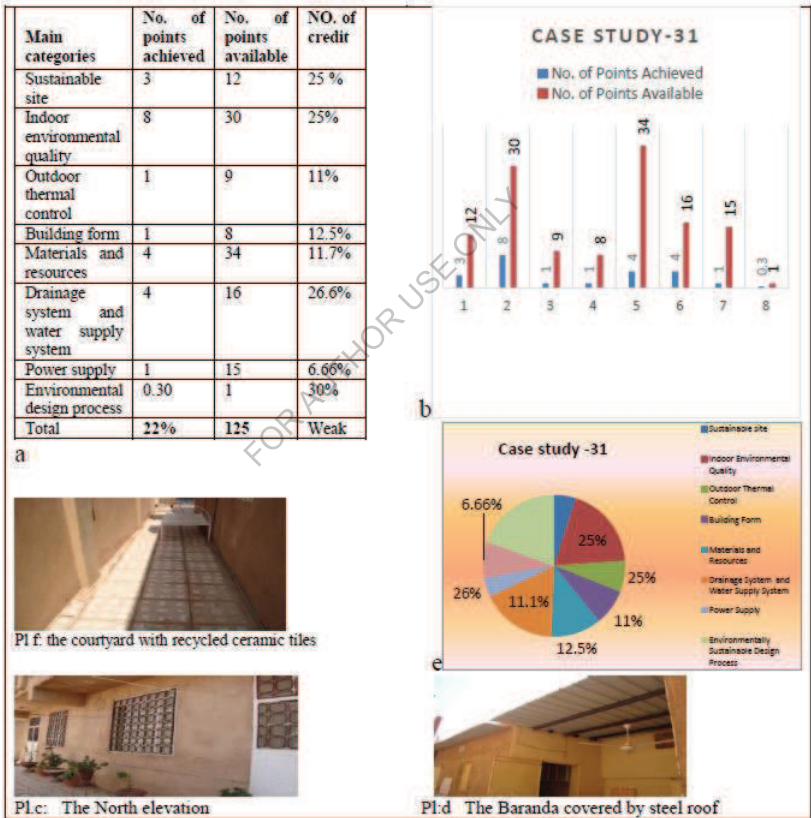 Main categories No. of points achieved No. of points available NO. of credit
Sustainable site 3 12 25 %
Indoor environmental quality 8 30 25%
Outdoor thermal control 1 9 11%
Building form 1 8 12.5%
Materials and resources 4 34 11.7%
Drainage system and water supply system 4 16 26.6%
Power supply 1 15 6.66%
Environmental design process 0.30 1 30%
Total 22% 125 Weak
a
CASE STUDY-31
No. of Points Achieved
No. of Points Available
3 12 8 30 1 9 1 8 4 34 4 16 1 15 0.3 1
1 2 3 4 5 6 7 8
b
Case study -31
6.66%
25%
25%
11%
12.5%
11.1%
26%
Sustainable site
Indoor Environmental
Quality
Outdoor Thermal
Control
Building Form
Materials and
Resources
Drainage System and
Water Supply System
Power Supply
Environmentally
Sustainable Design
Process
e
Pl f: the courtyard with recycled ceramic tiles
Pl.c: The North elevation
Pl:d The Baranda covered by steel roof
FOR AUTHOR USE ONLY